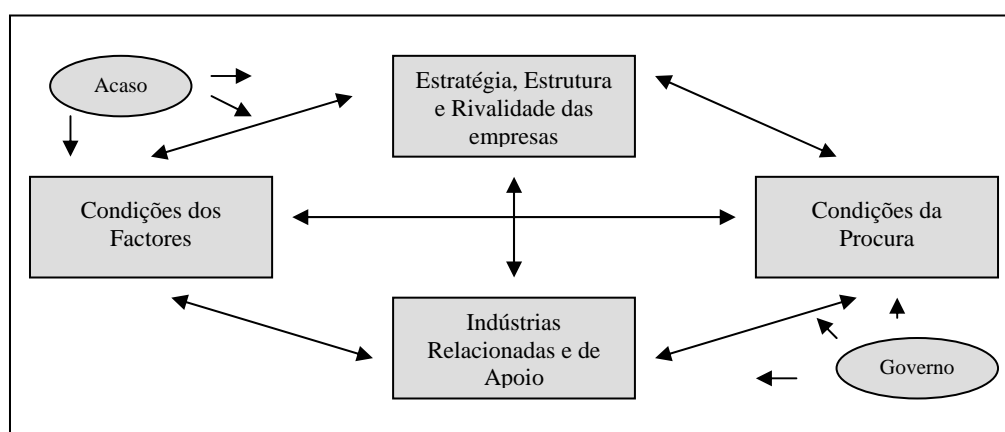 Acaso
Estratégia, Estrutura
e Rivalidade das
empresas
Condições dos
Factores
Condições da
Procura
Indústrias
Relacionadas e de
Apoio
Governo